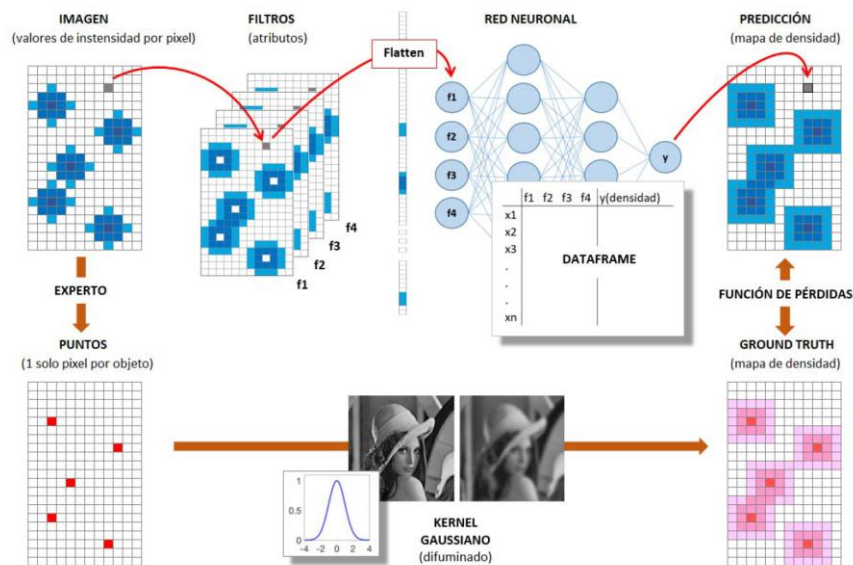 IMAGEN
(valores de instensidad por pixel)
FILTROS
(atributos)
RED NEURONAL
PREDICCIÓN
(mapa de densidad)
Flatten
f1
f2
f3
f4
y
f4
f3
f2
f1
f1 f2 f3 f4 y(densidad)
x1
x2
x3
.
.
.
xn
DATAFRAME
EXPERTO
FUNCIÓN DE PÉRDIDAS
PUNTOS
(1 solo pixel por objeto)
GROUND TRUTH
(mapa de densidad)
1
0.5
0
-4 -2 0 2 4
KERNEL
GAUSSIANO
(difuminado)